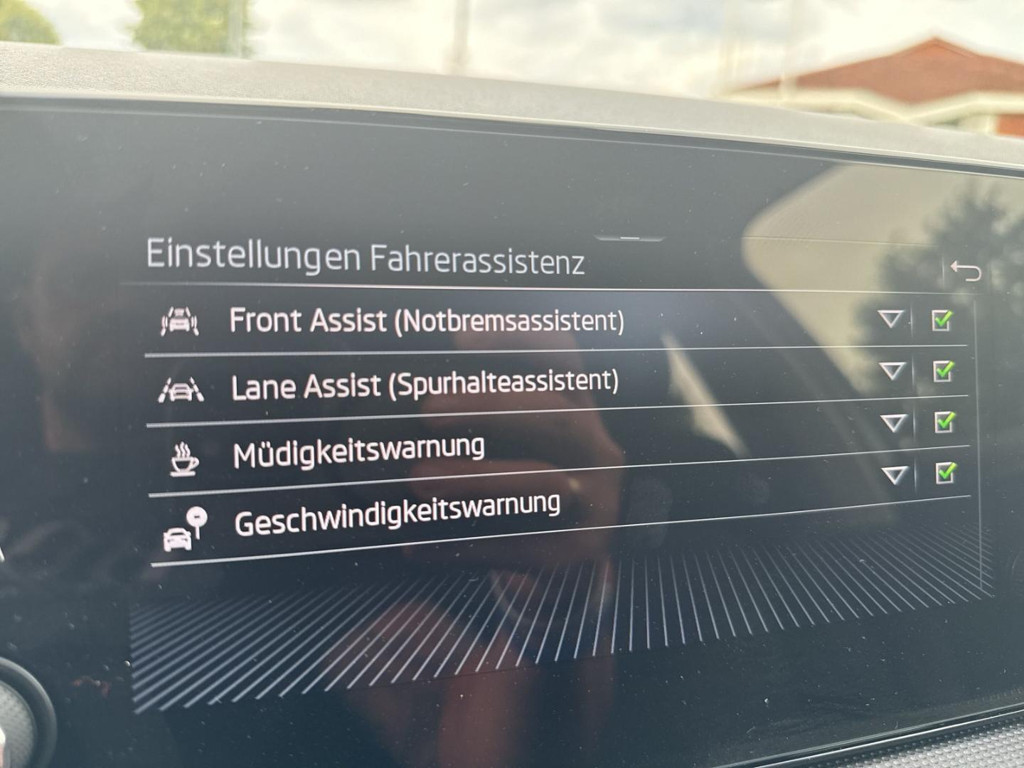 Einstellungen Fahrerassistenz
Front Assist (Notbremsassistent)
Lane Assist (Spurhalteassistent)
Müdigkeitswarnung
Geschwindigkeitswarnung